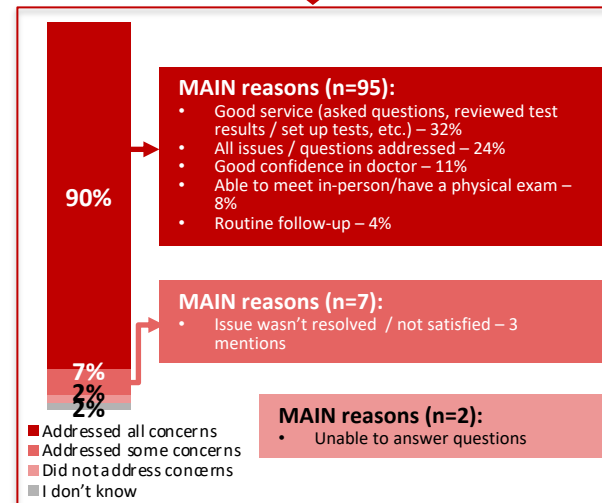 MAIN reasons (n=95):
• Good service (asked questions, reviewed test
results / set up tests, etc.) – 32%
• All issues / questions addressed – 24%
• Good confidence in doctor – 11%
• Able to meet in-person/have a physical exam –
8%
• Routine follow-up – 4%
90%
MAIN reasons (n=7):
• Issue wasn't resolved / not satisfied – 3
mentions
7%
2%
2%
MAIN reasons (n=2):
• Unable to answer questions
Addressed all concerns
Addressed some concerns
Did not address concerns
I don't know